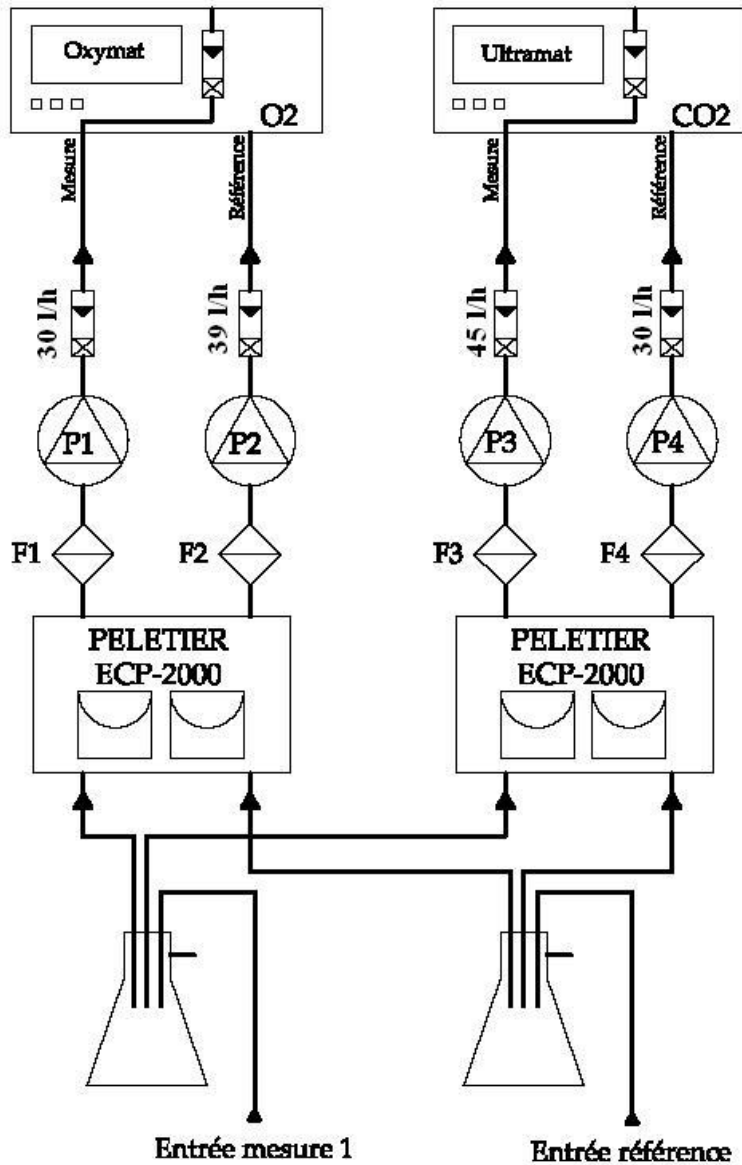 Oxymat
O2
Mesure
Référence
Ultramat
CO2
Mesure
Référence
30 l/h
39 l/h
45 l/h
30 l/h
P1
P2
P3
P4
F1
F2
F3
F4
PELETIER
ECP-2000
PELETIER
ECP-2000
Entrée mesure 1
Entrée référence